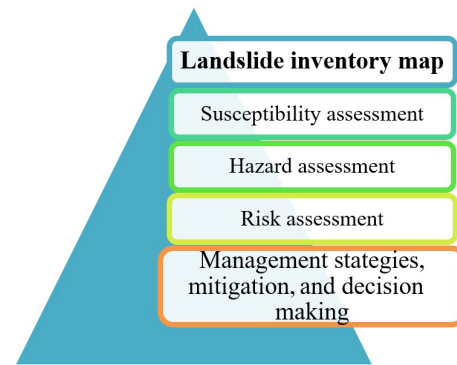 Landslide inventory map
Susceptibility assessment
Hazard assessment
Risk assessment
Management stategies,
mitigation, and decision
making